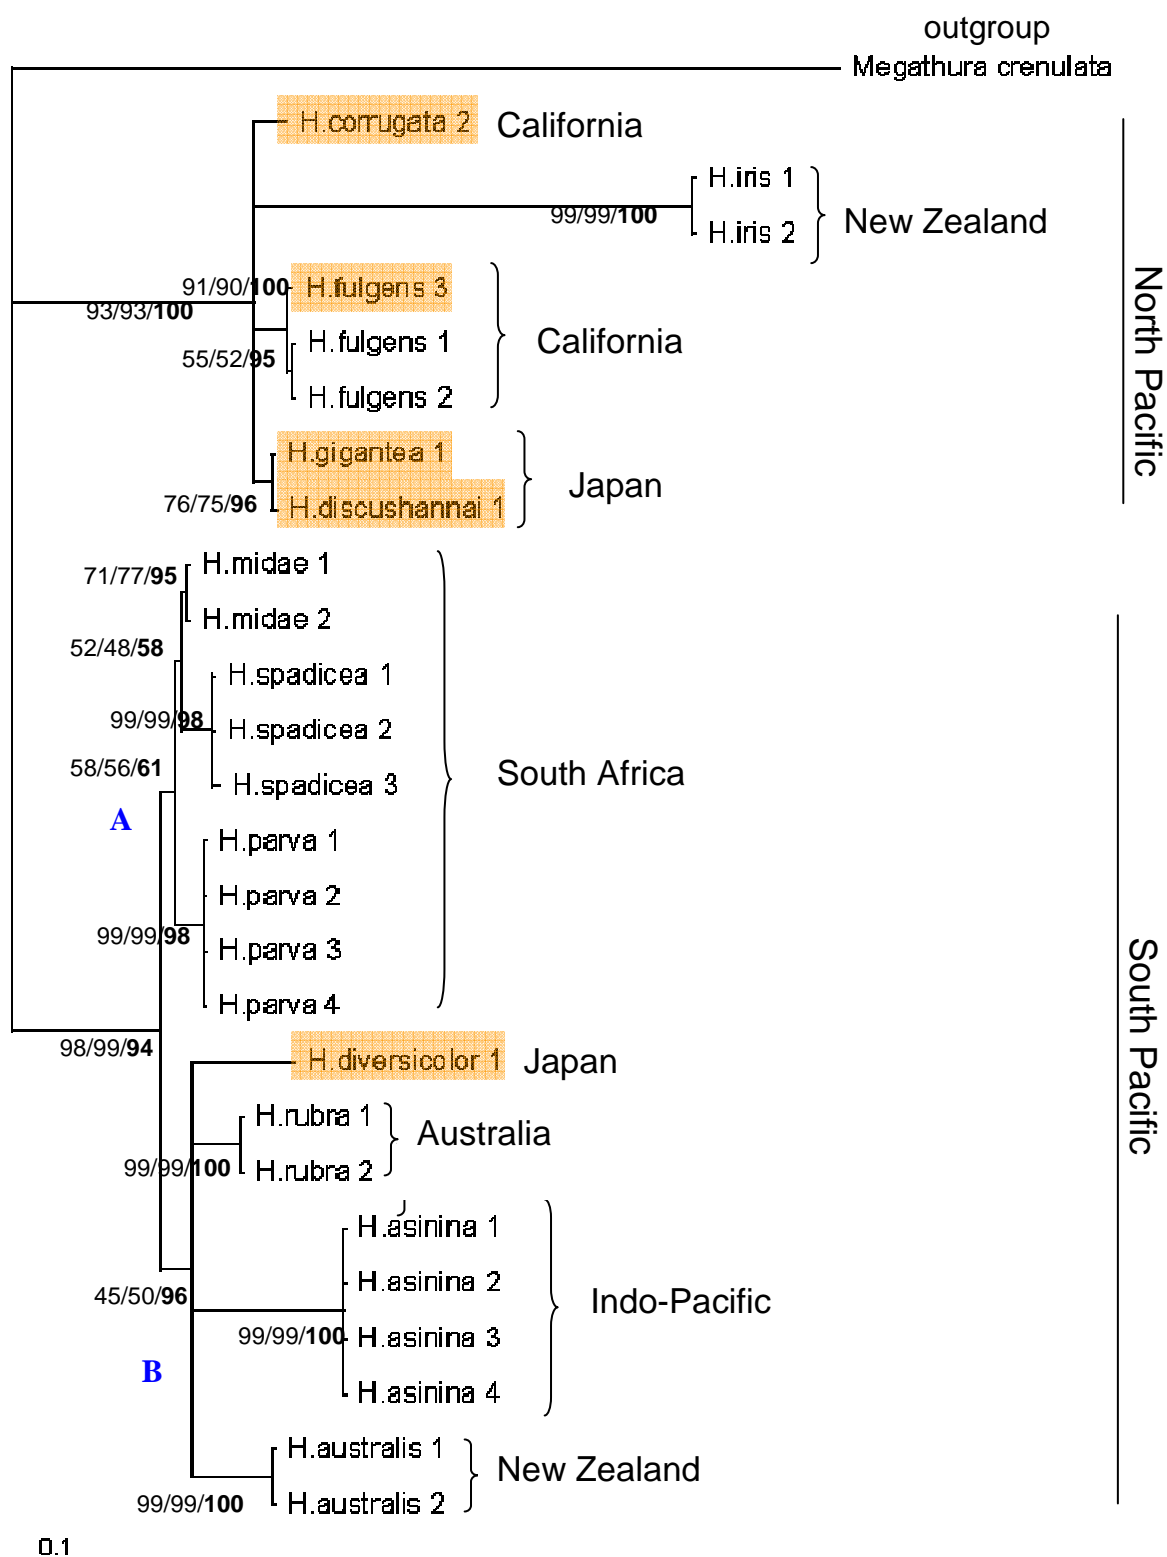 outgroup
Megathura crenulata
H.corrugata 2 California
H.iris 1
99/99/100
H.iris 2
New Zealand
91/90/100
H.fulgens 3
93/93/100
H.fulgens 1
California
55/52/95
H.fulgens 2
H.gigantea 1
Japan
76/75/96
H.discushannai 1
North Pacific
71/77/95
H.midae 1
H.midae 2
52/48/58
H.spadicea 1
99/99/98
H.spadicea 2
58/56/61
H.spadicea 3
South Africa
A
H.parva 1
H.parva 2
99/99/98
H.parva 3
H.parva 4
98/99/94
H.diversicolor 1 Japan
H.rubra 1
Australia
99/99/100
H.rubra 2
H.asinina 1
H.asinina 2
45/50/96
Indo-Pacific
99/99/100
H.asinina 3
B
H.asinina 4
H.australis 1
New Zealand
99/99/100
H.australis 2
South Pacific
0.1